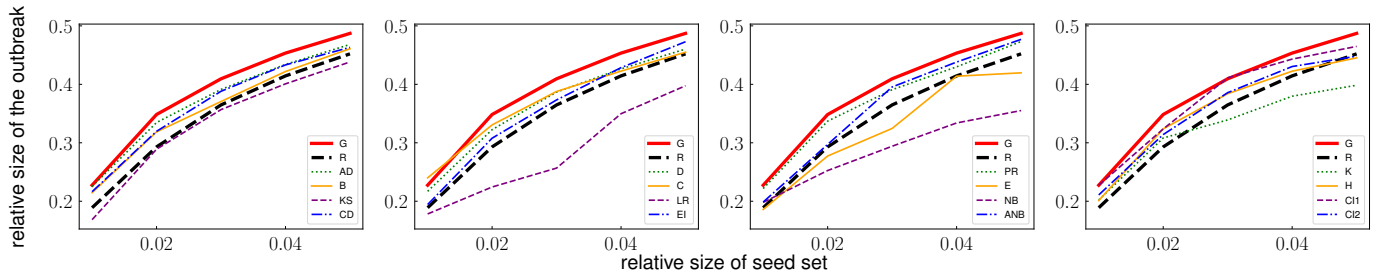 relative size of the outbreak
0.5
0.4
0.3
0.2
0.02
0.04
G
R
AD
B
KS
CD
0.5
0.4
0.3
0.2
0.02
0.04
G
R
D
C
LR
EI
0.5
0.4
0.3
0.2
0.02
0.04
G
R
PR
E
NB
ANB
0.5
0.4
0.3
0.2
0.02
0.04
G
R
K
H
CI1
CI2
relative size of seed set